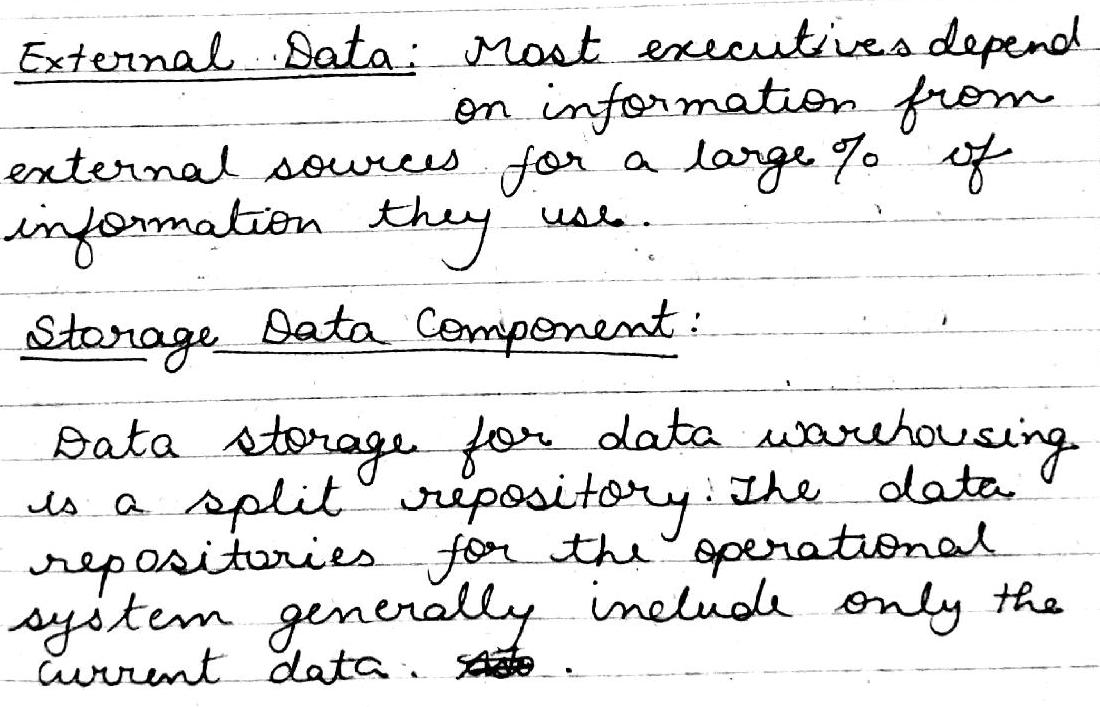 External Data: Most executives depend
on information from
external sources for a large % of
information they use.
Storage Data Component:
Data storage for data warehousing
is a split repository. The data
repositories for the operational
system generally include only the
current data. .